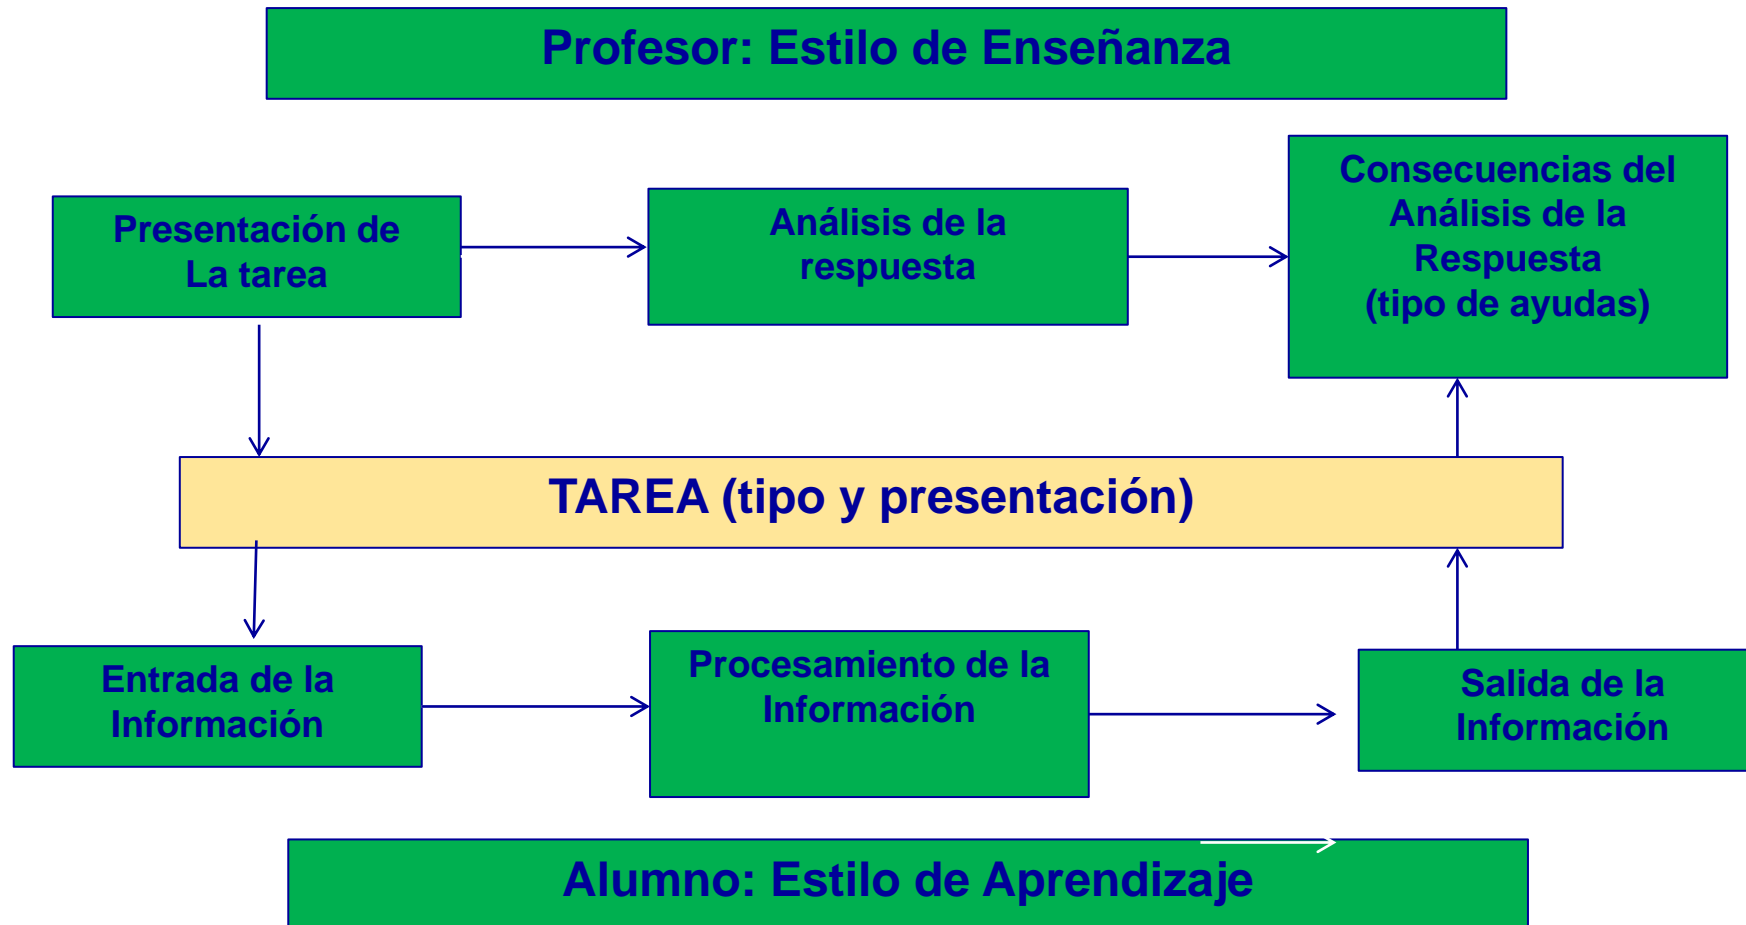 Profesor: Estilo de Enseñanza
Presentación de
La tarea
Análisis de la
respuesta
Consecuencias del
Análisis de la
Respuesta
(tipo de ayudas)
TAREA (tipo y presentación)
Entrada de la
Información
Procesamiento de la
Información
Salida de la
Información
Alumno: Estilo de Aprendizaje